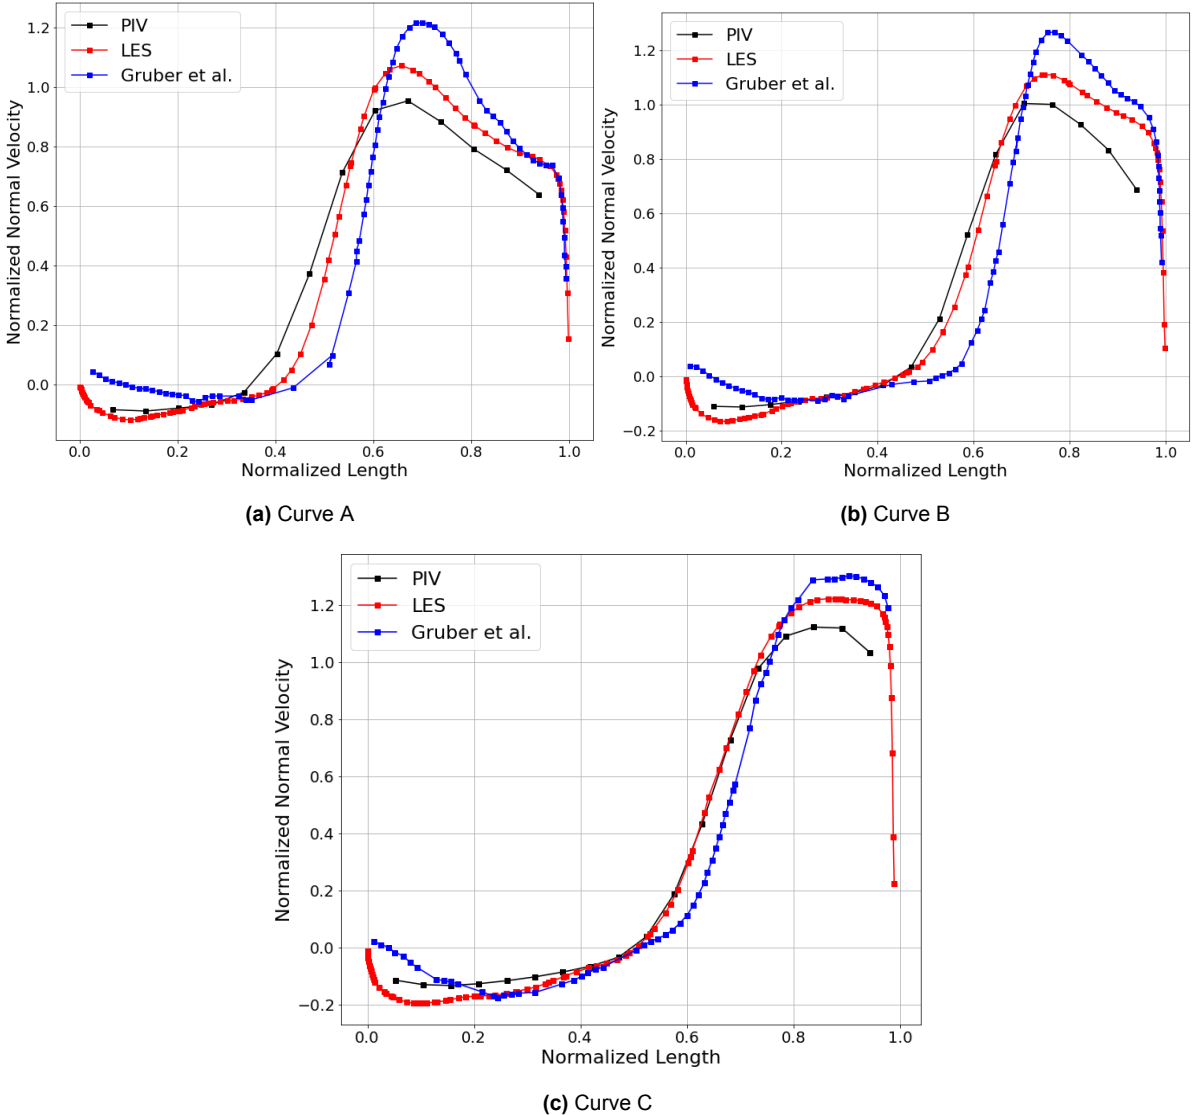 PIV
LES
Gruber et al.
Normalized Normal Velocity
1.2
1.0
0.8
0.6
0.4
0.2
0.0
0.0 0.2 0.4 0.6 0.8 1.0
Normalized Length
(a) Curve A
PIV
LES
Gruber et al.
Normalized Normal Velocity
1.2
1.0
0.8
0.6
0.4
0.2
0.0
−0.2
0.0 0.2 0.4 0.6 0.8 1.0
Normalized Length
(b) Curve B
PIV
LES
Gruber et al.
Normalized Normal Velocity
1.2
1.0
0.8
0.6
0.4
0.2
0.0
−0.2
0.0 0.2 0.4 0.6 0.8 1.0
Normalized Length
(c) Curve C